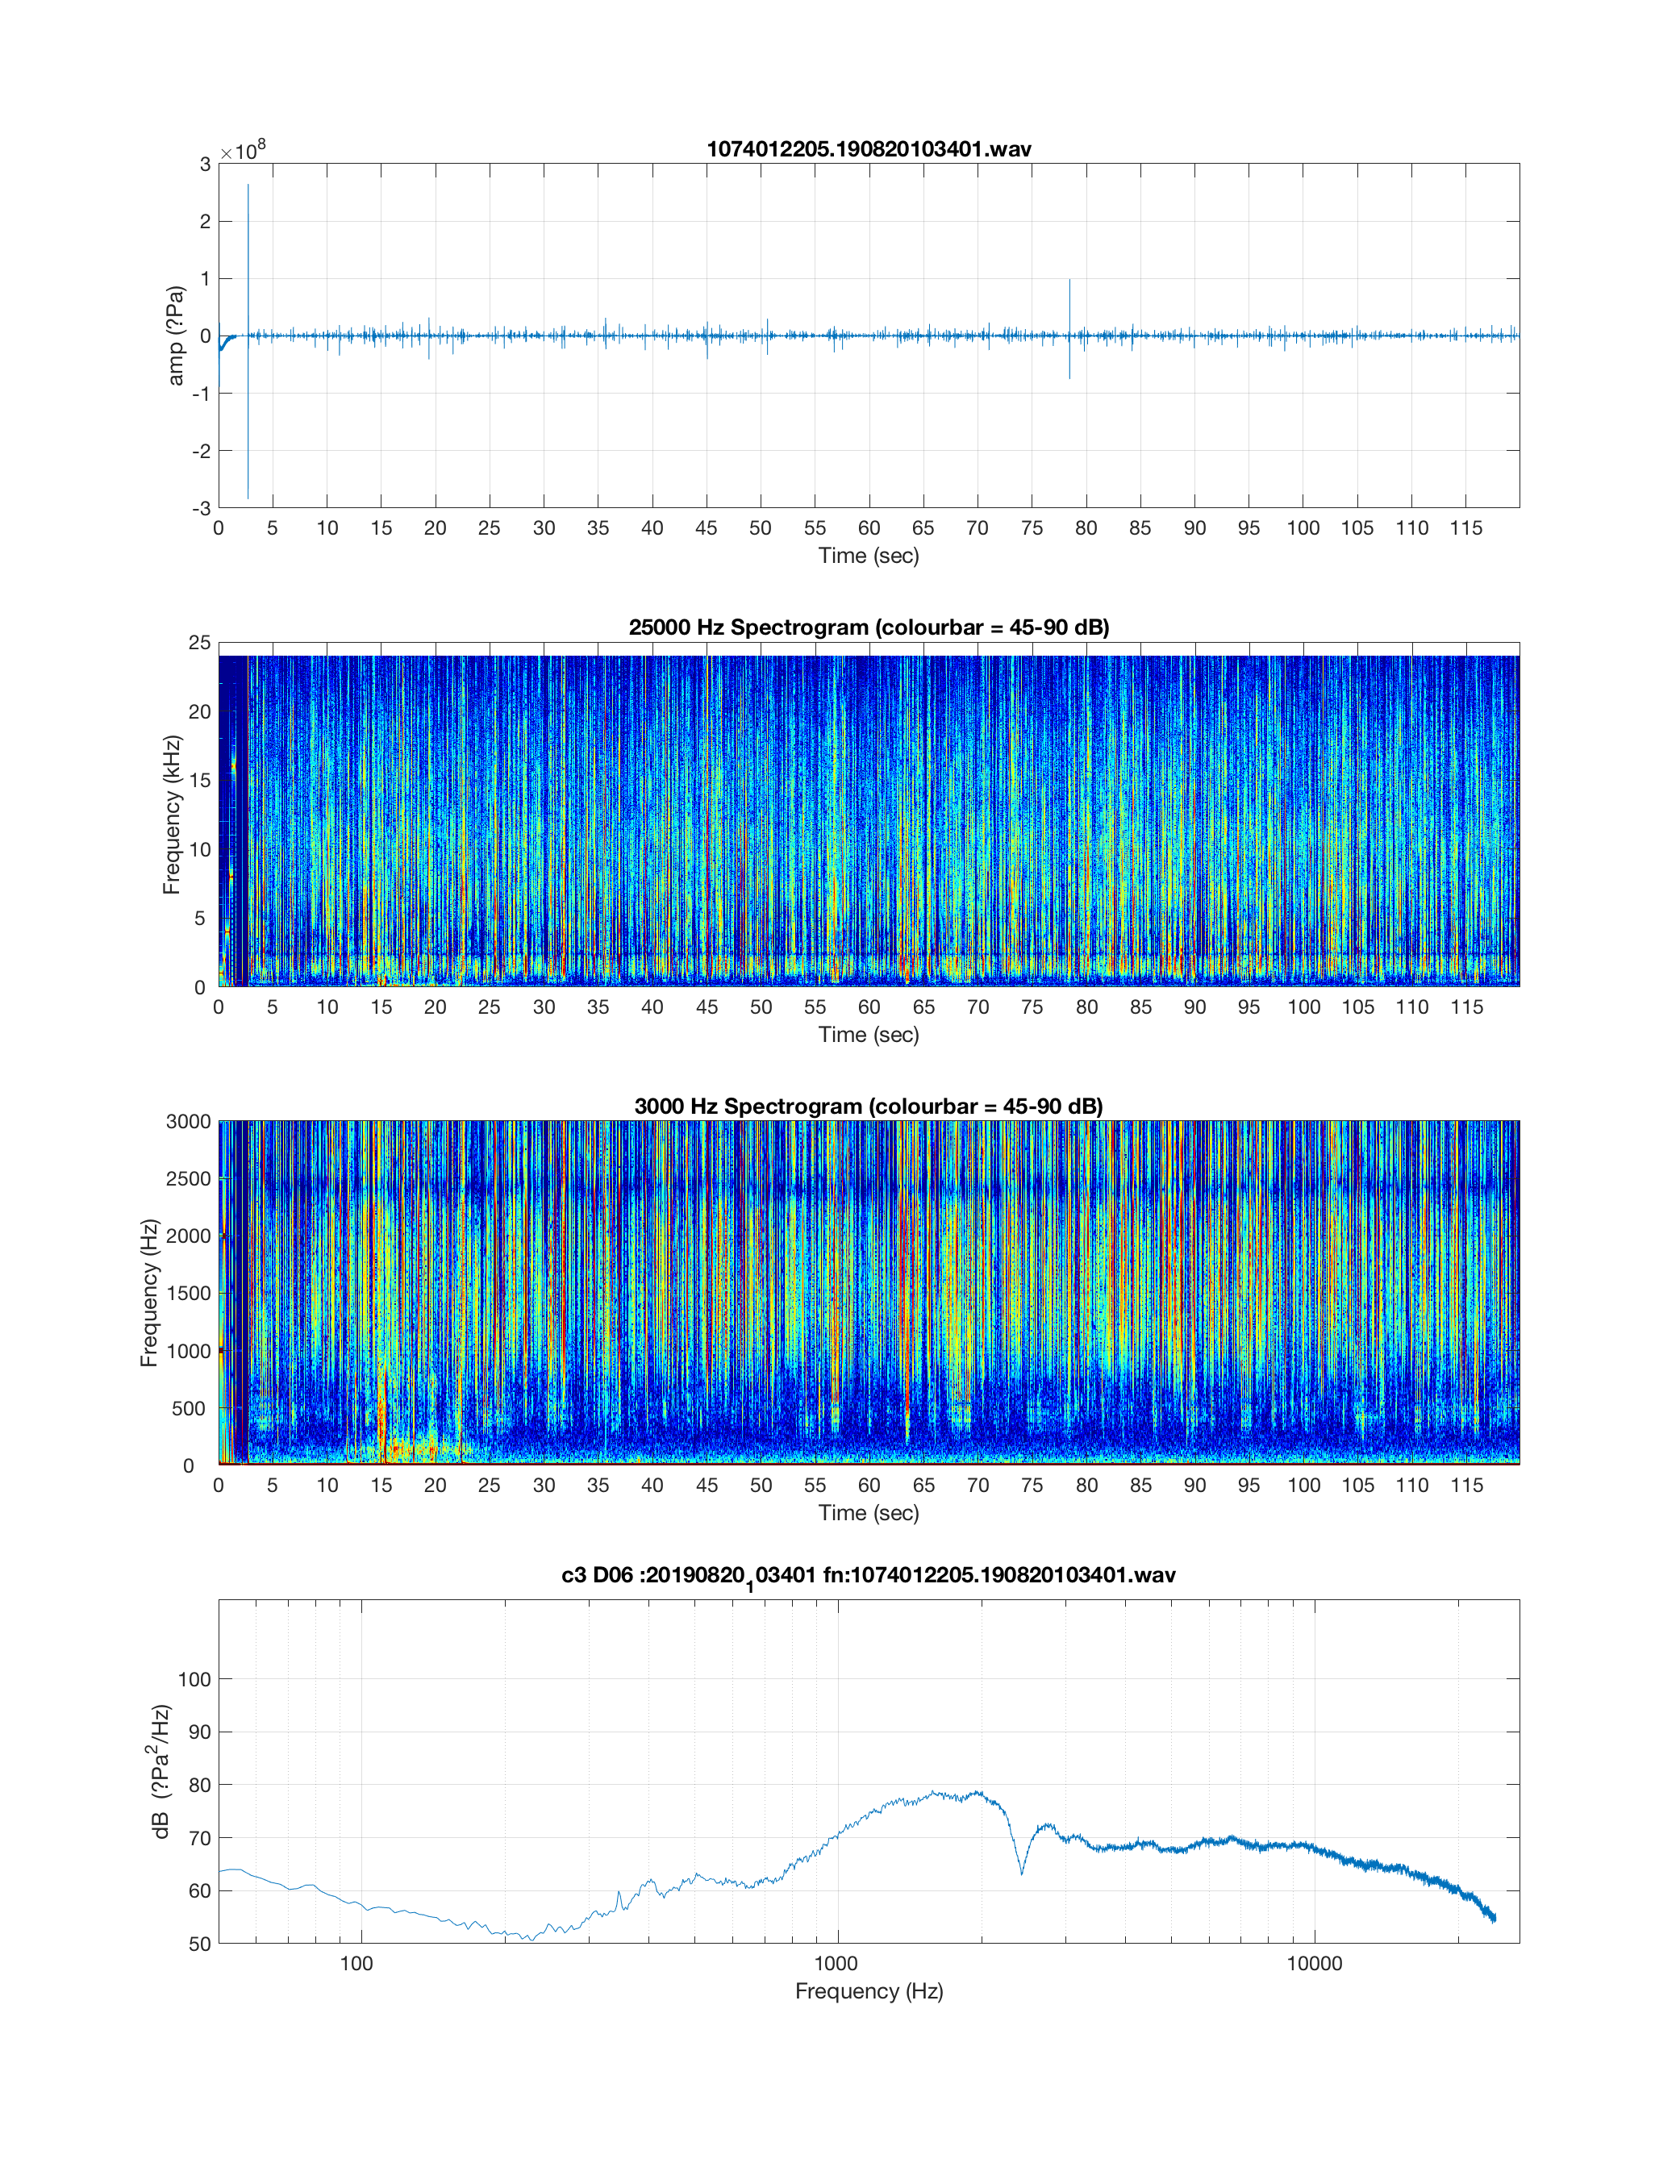 1074012205.190820103401.wav
×10^8
3
2
1
0
-1
-2
-3
amp (?Pa)
0 5 10 15 20 25 30 35 40 45 50 55 60 65 70 75 80 85 90 95 100 105 110 115
Time (sec)
25000 Hz Spectrogram (colourbar = 45-90 dB)
25
20
15
10
5
0
Frequency (kHz)
0 5 10 15 20 25 30 35 40 45 50 55 60 65 70 75 80 85 90 95 100 105 110 115
Time (sec)
3000 Hz Spectrogram (colourbar = 45-90 dB)
3000
2500
2000
1500
1000
500
0
Frequency (Hz)
0 5 10 15 20 25 30 35 40 45 50 55 60 65 70 75 80 85 90 95 100 105 110 115
Time (sec)
c3 D06 :20190820_103401 fn:1074012205.190820103401.wav
100
90
80
70
60
50
dB (?Pa^2/Hz)
100 1000 10000
Frequency (Hz)